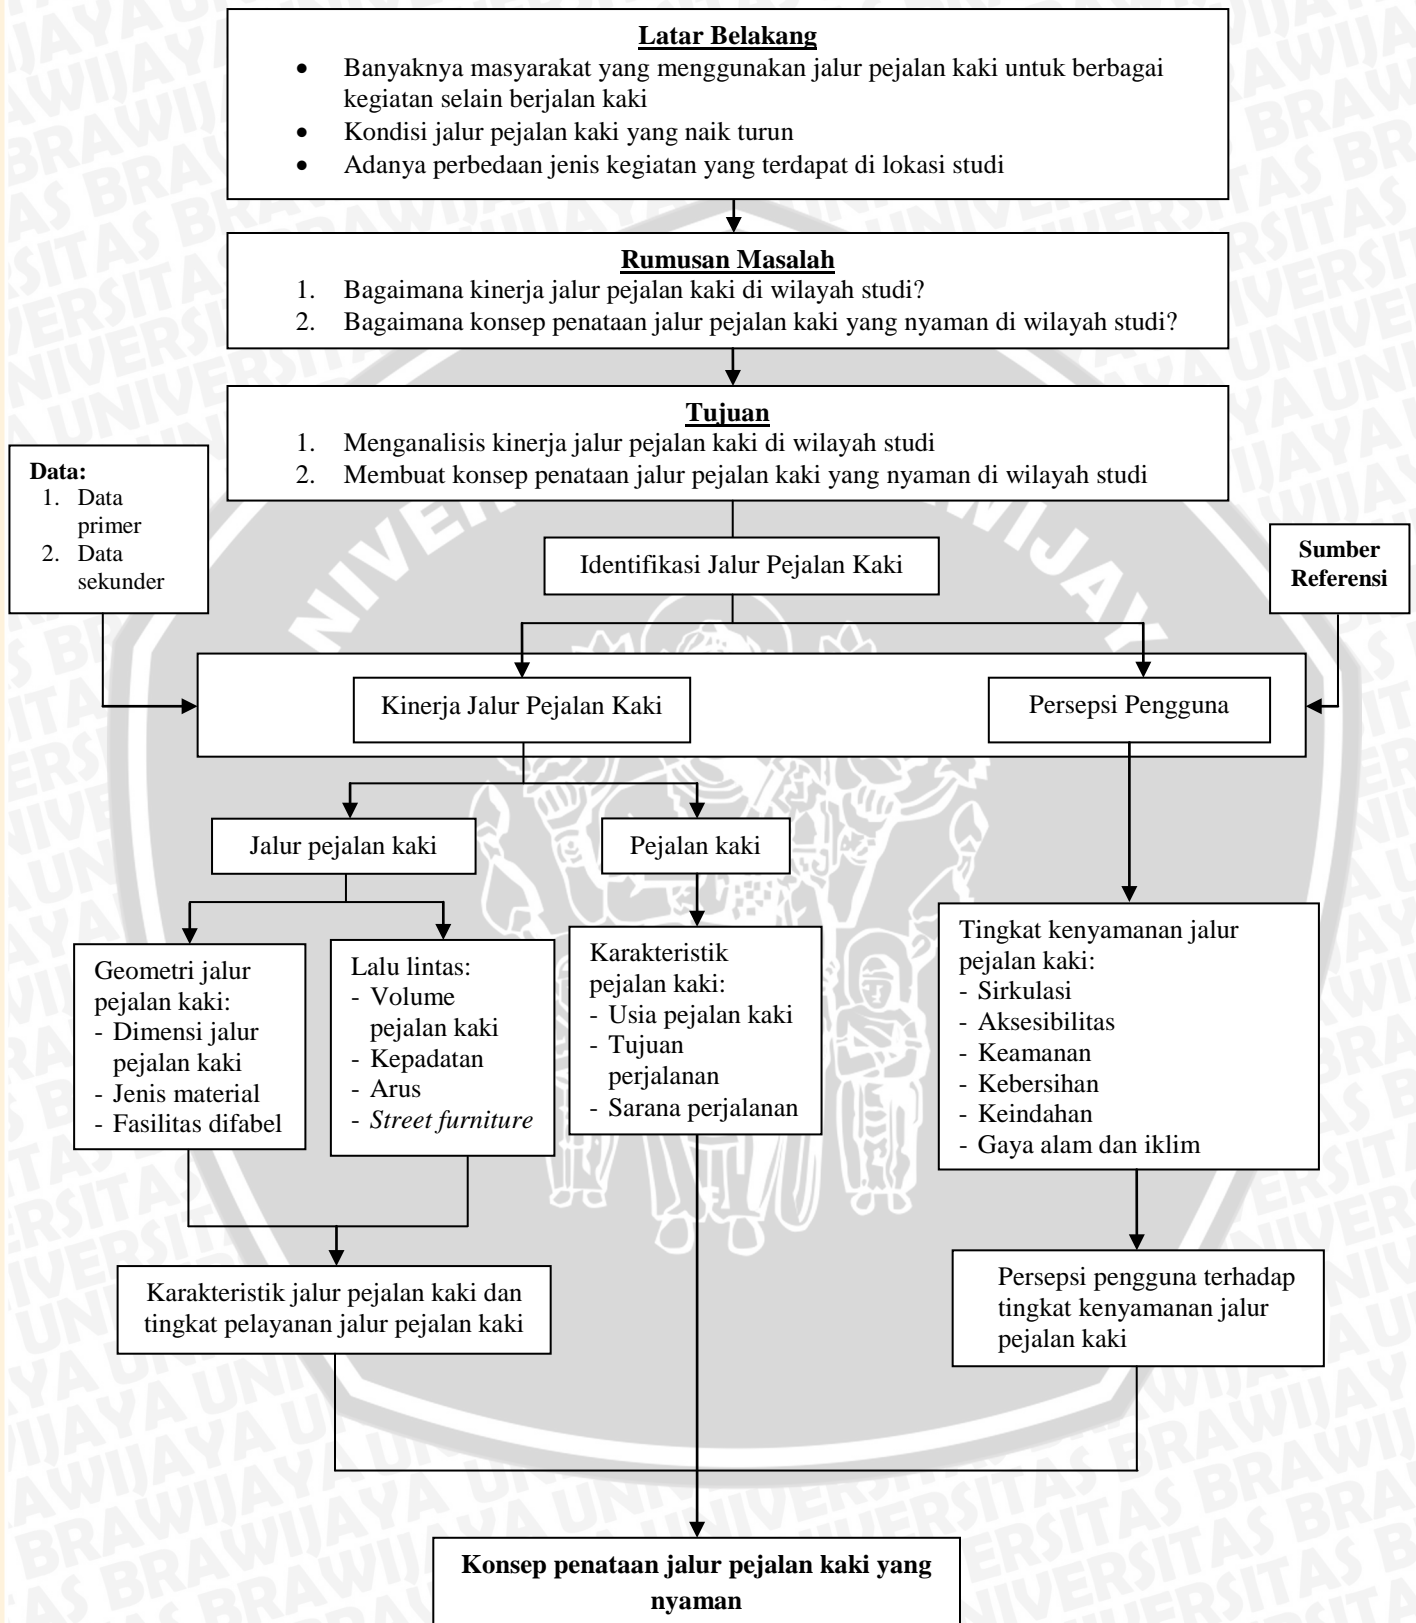 Latar Belakang
• Banyaknya masyarakat yang menggunakan jalur pejalan kaki untuk berbagai
kegiatan selain berjalan kaki
• Kondisi jalur pejalan kaki yang naik turun
• Adanya perbedaan jenis kegiatan yang terdapat di lokasi studi
Rumusan Masalah
1. Bagaimana kinerja jalur pejalan kaki di wilayah studi?
2. Bagaimana konsep penataan jalur pejalan kaki yang nyaman di wilayah studi?
Tujuan
1. Menganalisis kinerja jalur pejalan kaki di wilayah studi
2. Membuat konsep penataan jalur pejalan kaki yang nyaman di wilayah studi
Data:
1. Data
primer
2. Data
sekunder
Identifikasi Jalur Pejalan Kaki
Sumber
Referensi
Kinerja Jalur Pejalan Kaki
Persepsi Pengguna
Jalur pejalan kaki
Pejalan kaki
Geometri jalur
pejalan kaki:
- Dimensi jalur
pejalan kaki
- Jenis material
- Fasilitas difabel
Lalu lintas:
- Volume
pejalan kaki
- Kepadatan
- Arus
- Street furniture
Karakteristik
pejalan kaki:
- Usia pejalan kaki
- Tujuan
perjalanan
- Sarana perjalanan
Tingkat kenyamanan jalur
pejalan kaki:
- Sirkulasi
- Aksesibilitas
- Keamanan
- Kebersihan
- Keindahan
- Gaya alam dan iklim
Karakteristik jalur pejalan kaki dan
tingkat pelayanan jalur pejalan kaki
Persepsi pengguna terhadap
tingkat kenyamanan jalur
pejalan kaki
Konsep penataan jalur pejalan kaki yang
nyaman